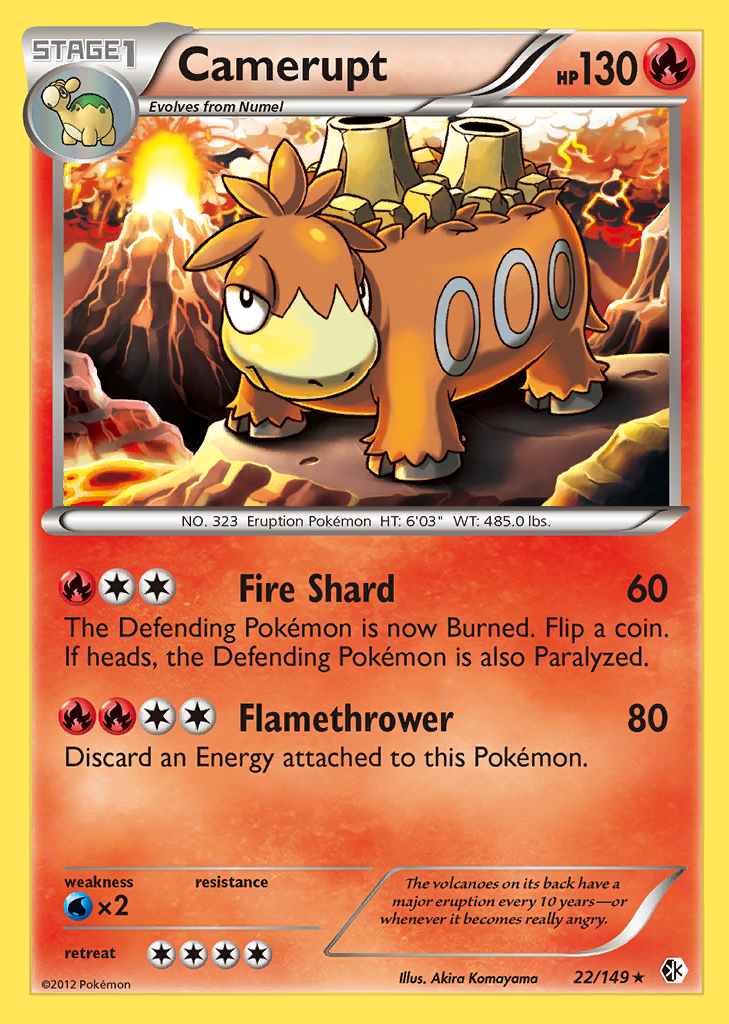 STAGE1
Camerupt
HP130
Evolves from Numel
NO. 323 Eruption Pokémon HT: 6'03" WT: 485.0 lbs.
Fire Shard 60
The Defending Pokémon is now Burned. Flip a coin.
If heads, the Defending Pokémon is also Paralyzed.
Flamethrower 80
Discard an Energy attached to this Pokémon.
weakness resistance
×2
The volcanoes on its back have a
major eruption every 10 years—or
whenever it becomes really angry.
retreat
©2012 Pokémon
Illus. Akira Komayama 22/149 ★